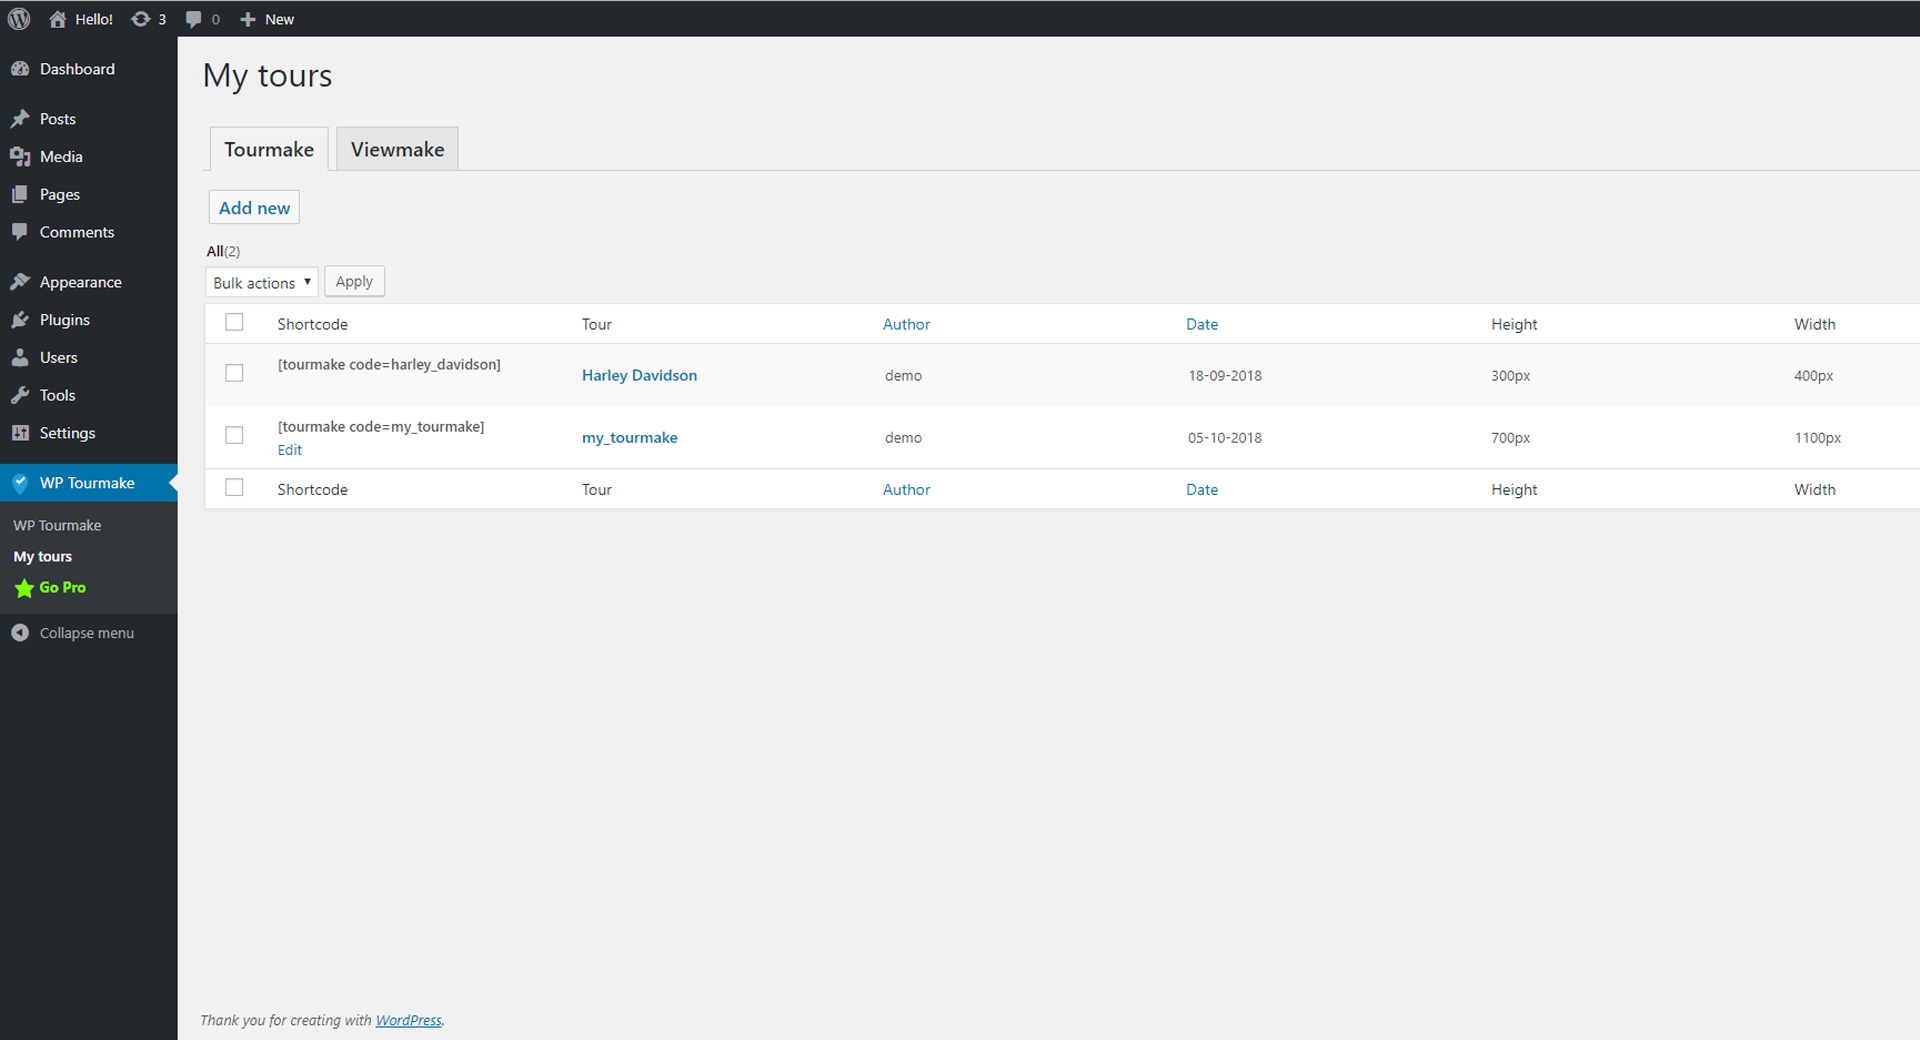 Hello! 3 0 New
Dashboard
Posts
Media
Pages
Comments
Appearance
Plugins
Users
Tools
Settings
WP Tourmake
WP Tourmake
My tours
Go Pro
Collapse menu
My tours
Tourmake Viewmake
Add new
All(2)
Bulk actions Apply
Shortcode Tour Author Date Height Width
[tourmake code=harley_davidson] Harley Davidson demo 18-09-2018 300px 400px
[tourmake code=my_tourmake] my_tourmake demo 05-10-2018 700px 1100px
Edit
Shortcode Tour Author Date Height Width
Thank you for creating with WordPress.